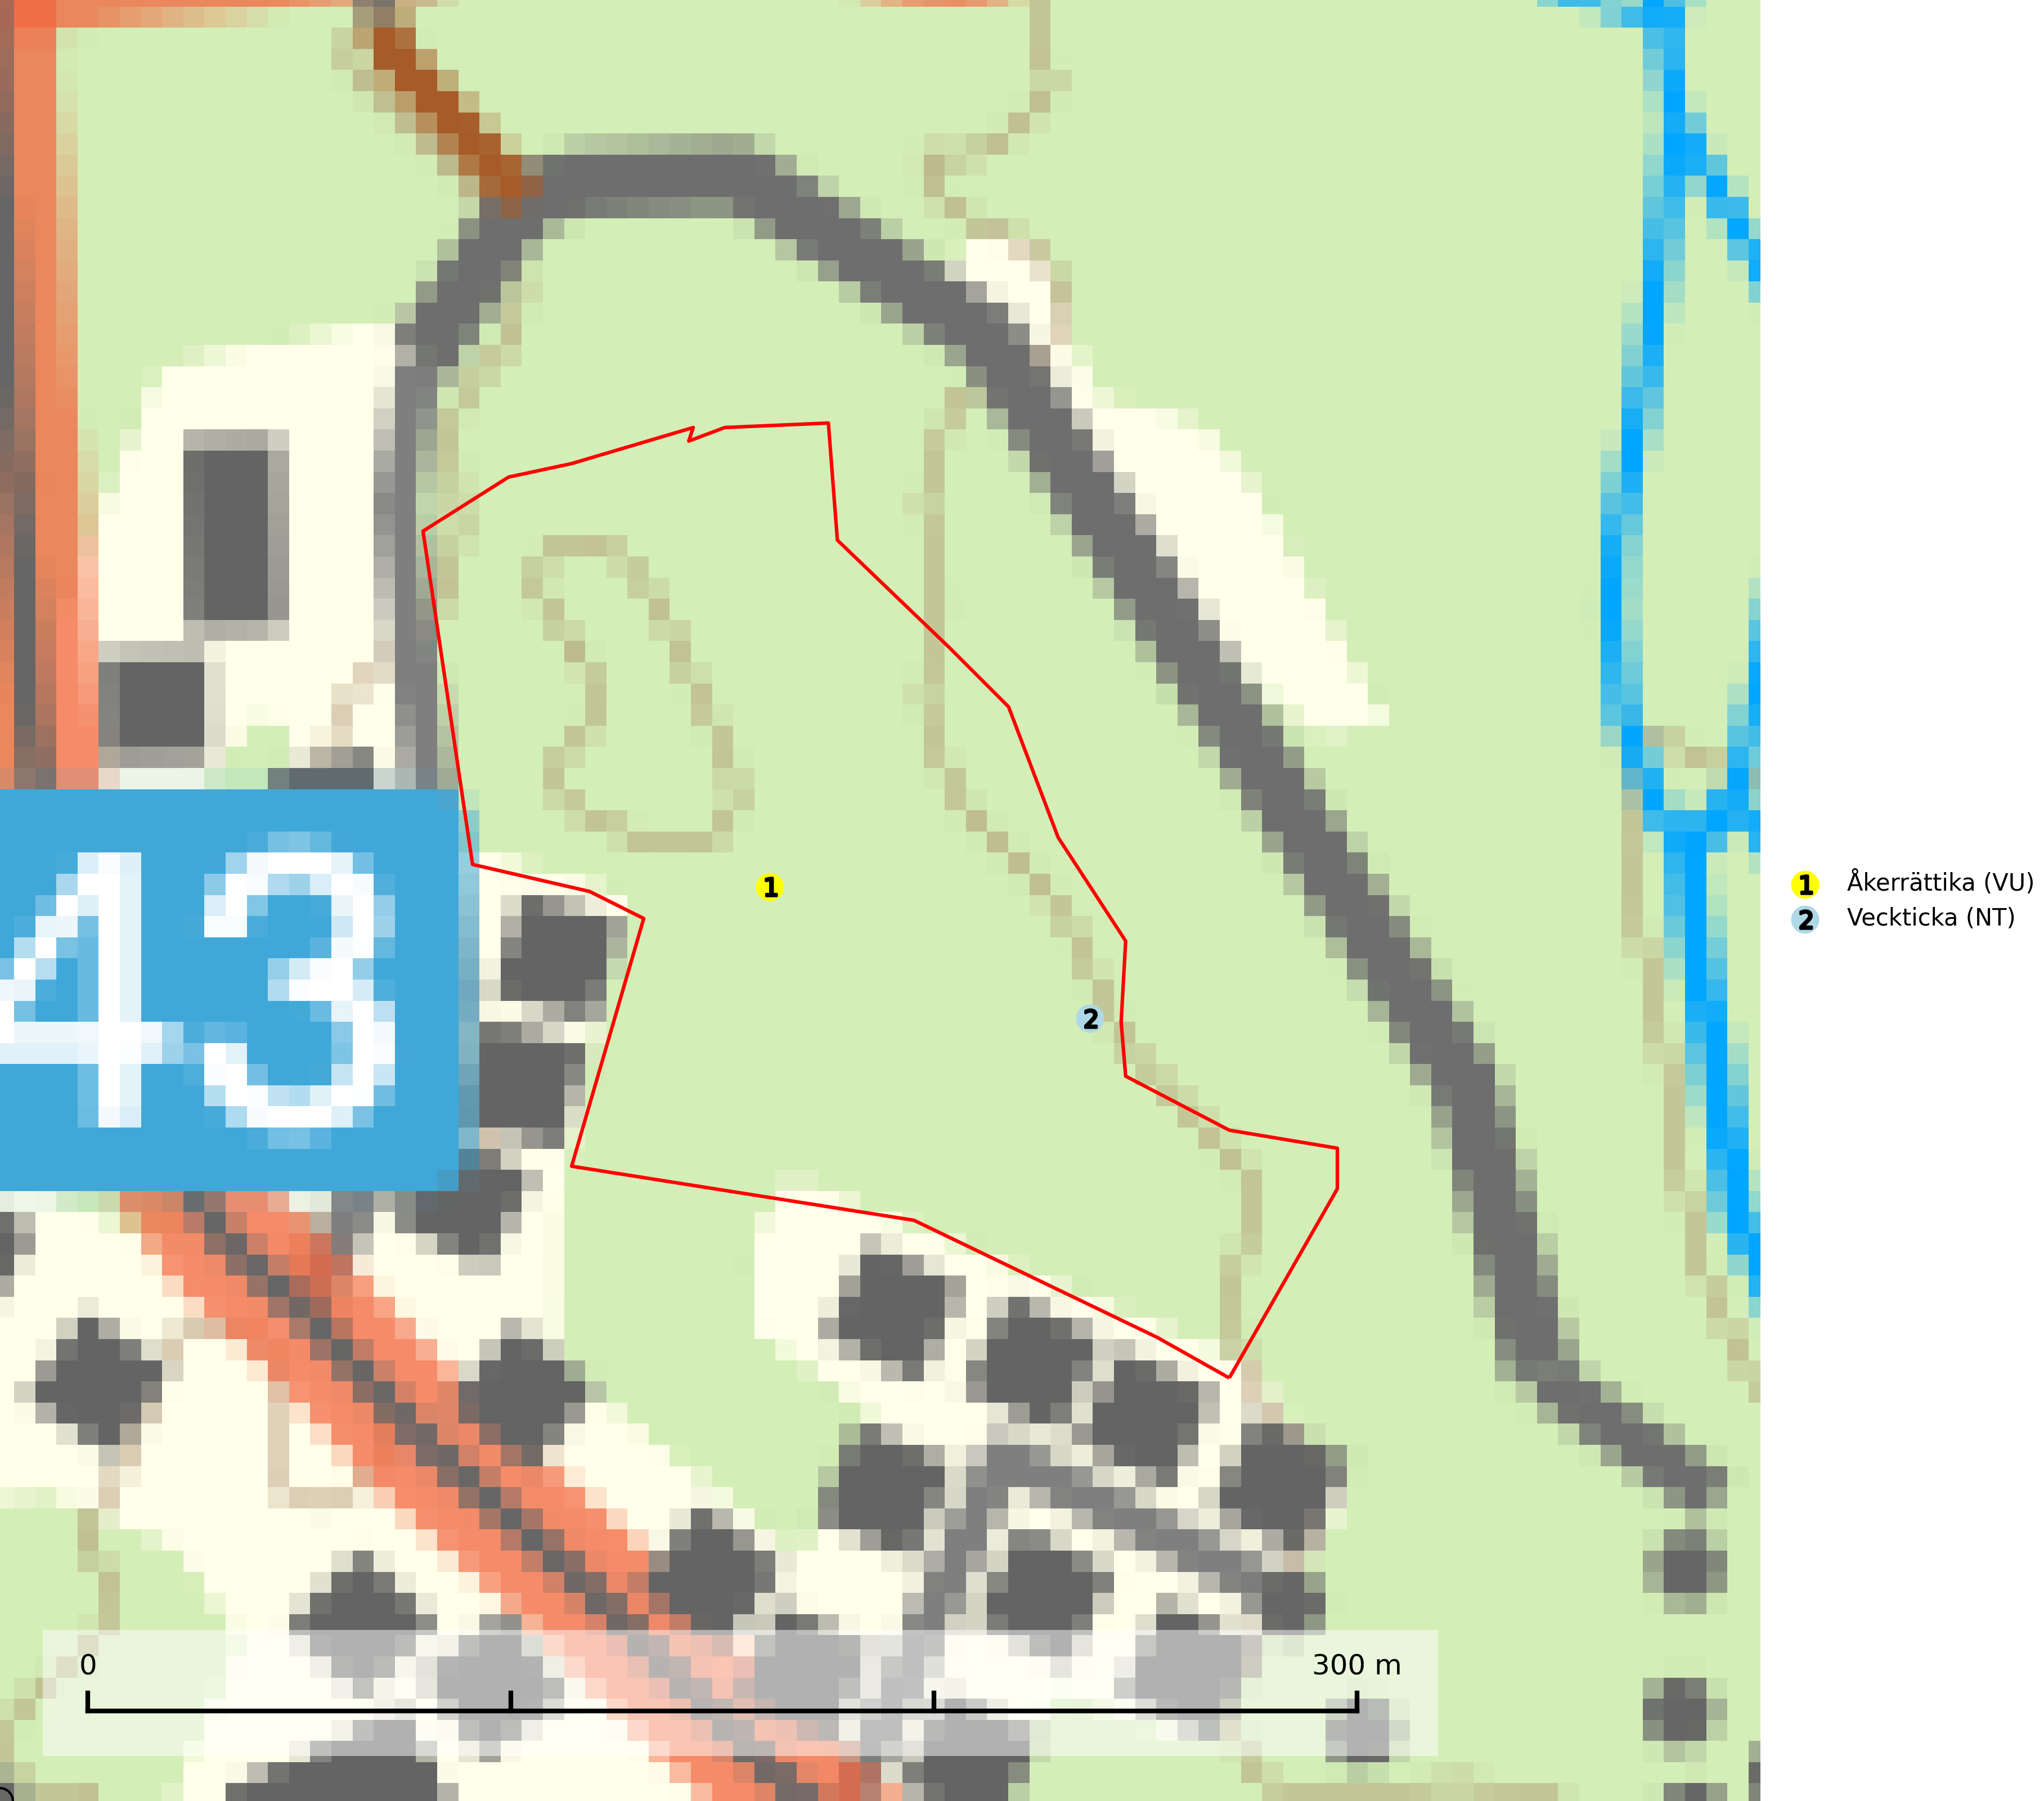 1
2
43
1 Åkerrättika (VU)
2 Veckticka (NT)
0 300 m